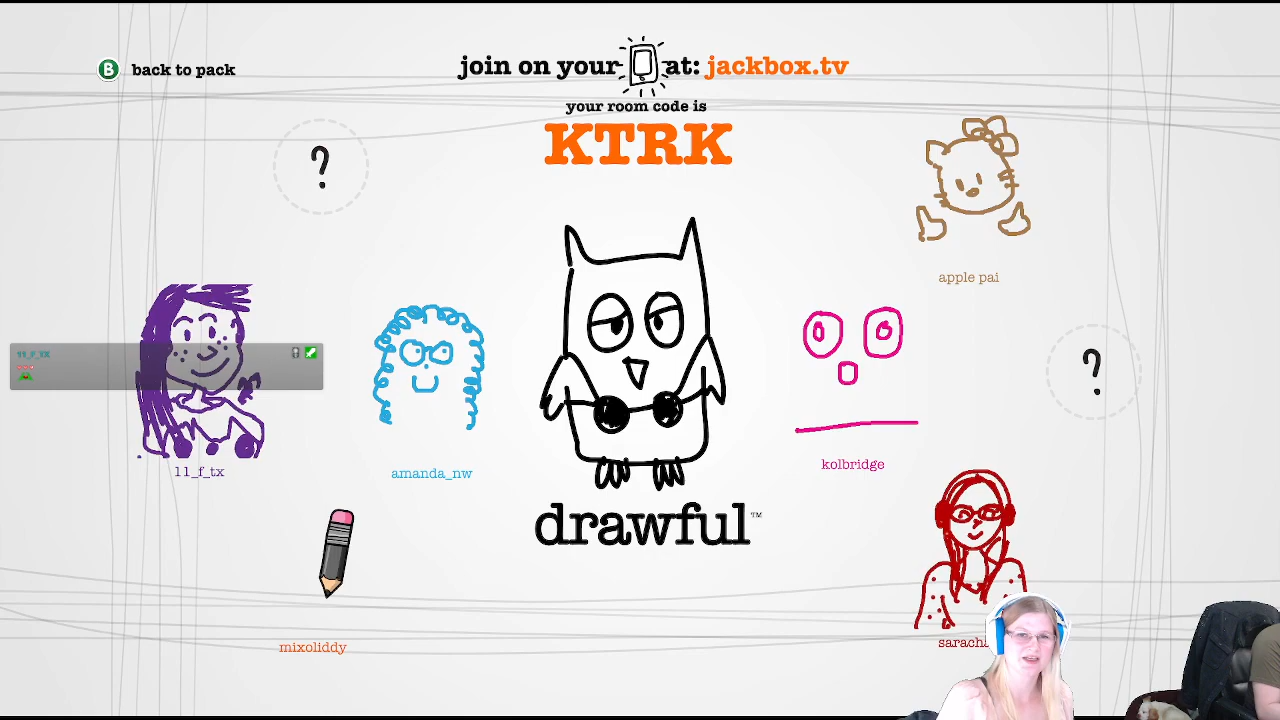 B back to pack
join on your at: jackbox.tv
your room code is
KTRK
?
apple pai
?
11_f_tx
11_f_tx
amanda_nw
kolbridge
drawful™
mixoliddy